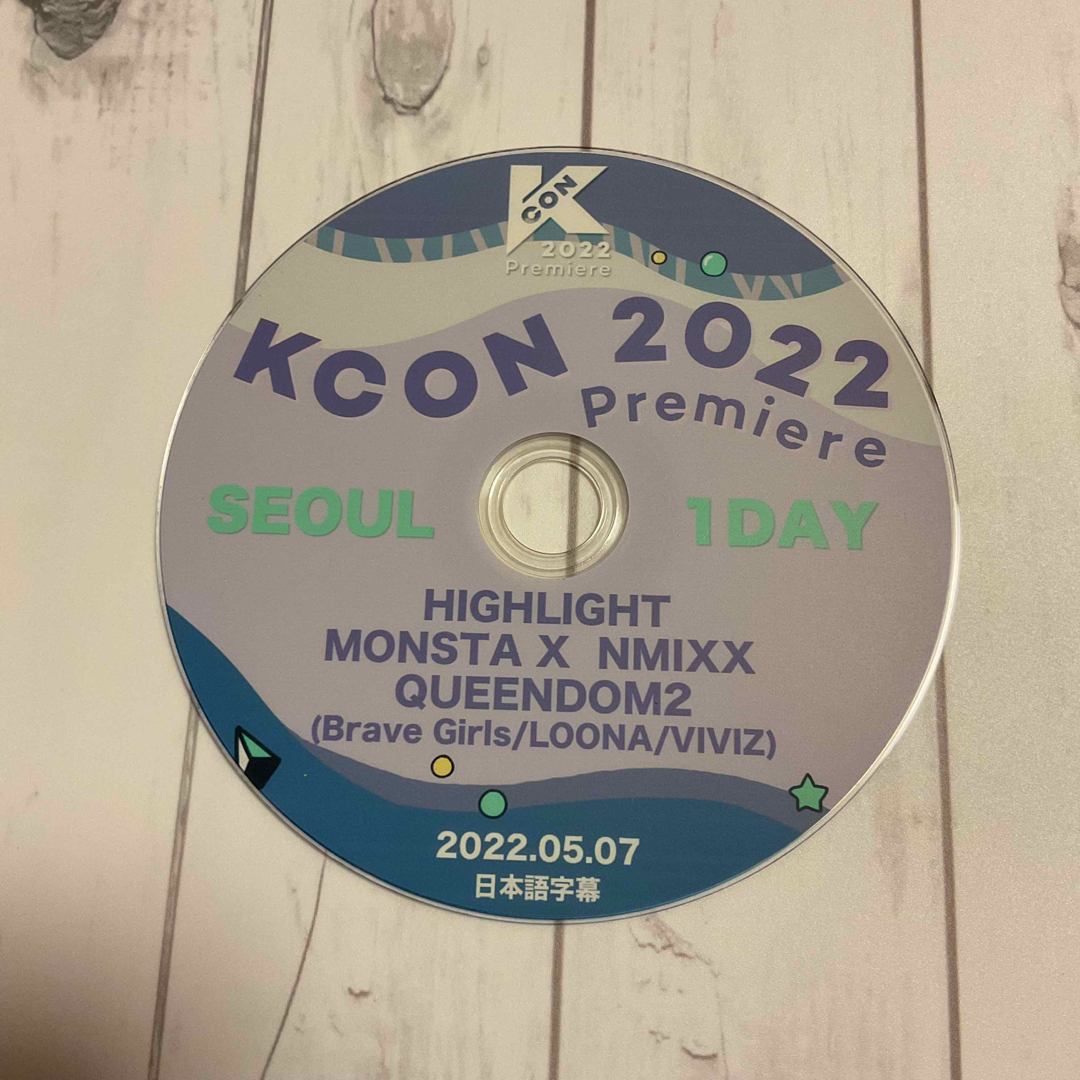 K
CON
2022
Premiere
KCON 2022
Premiere
SEOUL 1DAY
HIGHLIGHT
MONSTA X NMIXX
QUEENDOM2
(Brave Girls/LOONA/VIVIZ)
2022.05.07
日本語字幕